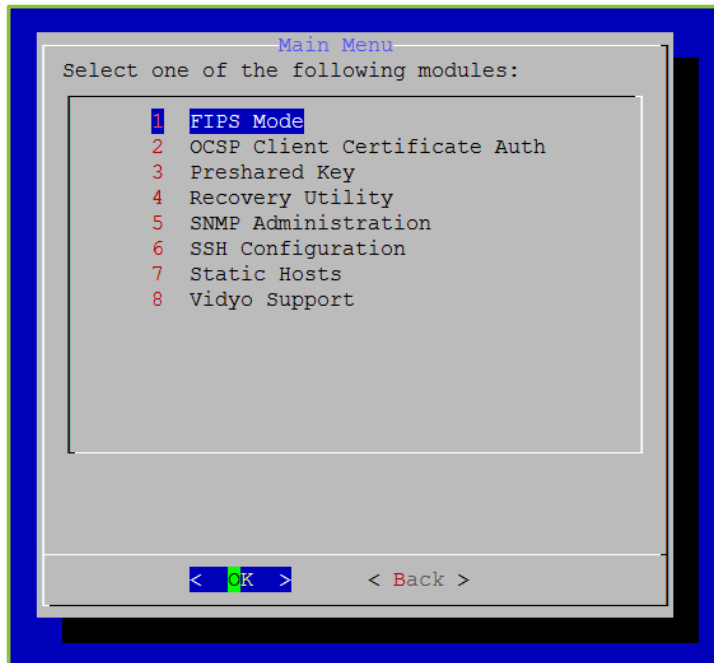 Main Menu
Select one of the following modules:
1 FIPS Mode
2 OCSP Client Certificate Auth
3 Preshared Key
4 Recovery Utility
5 SNMP Administration
6 SSH Configuration
7 Static Hosts
8 Vidyo Support
< OK > < Back >